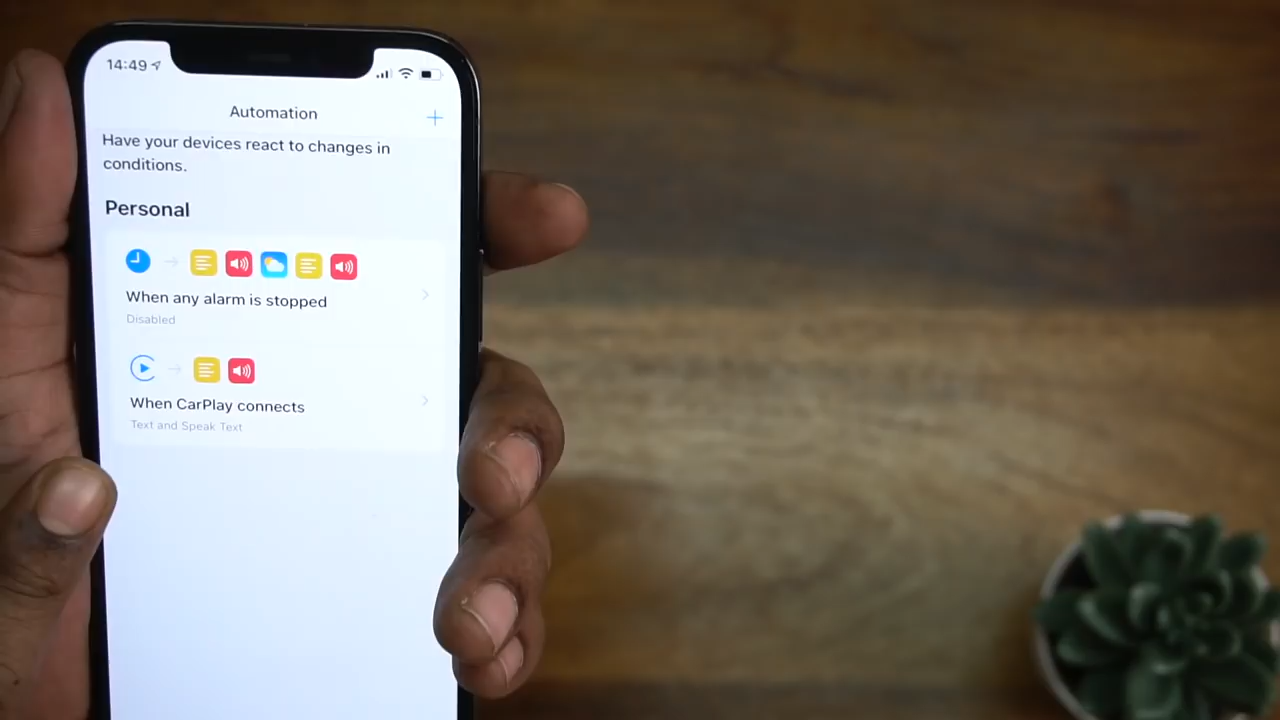 14:49
Automation
Have your devices react to changes in
conditions.
Personal
When any alarm is stopped
Disabled
When CarPlay connects
Text and Speak Text